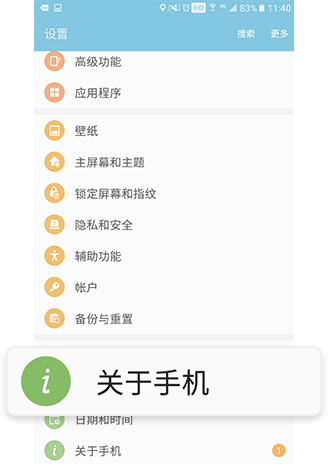 HD 4G 83% 11:40
设置 搜索 更多
高级功能
应用程序
壁纸
主屏幕和主题
锁定屏幕和指纹
隐私和安全
辅助功能
帐户
备份与重置
关于手机
日期和时间
关于手机 1